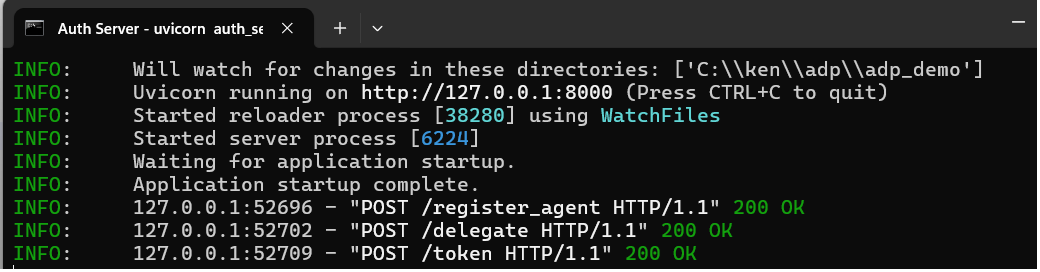 Auth Server - uvicorn auth_se
INFO:     Will watch for changes in these directories: ['C:\\ken\\adp\\adp_demo']
INFO:     Uvicorn running on http://127.0.0.1:8000 (Press CTRL+C to quit)
INFO:     Started reloader process [38280] using WatchFiles
INFO:     Started server process [6224]
INFO:     Waiting for application startup.
INFO:     Application startup complete.
INFO:     127.0.0.1:52696 - "POST /register_agent HTTP/1.1" 200 OK
INFO:     127.0.0.1:52702 - "POST /delegate HTTP/1.1" 200 OK
INFO:     127.0.0.1:52709 - "POST /token HTTP/1.1" 200 OK